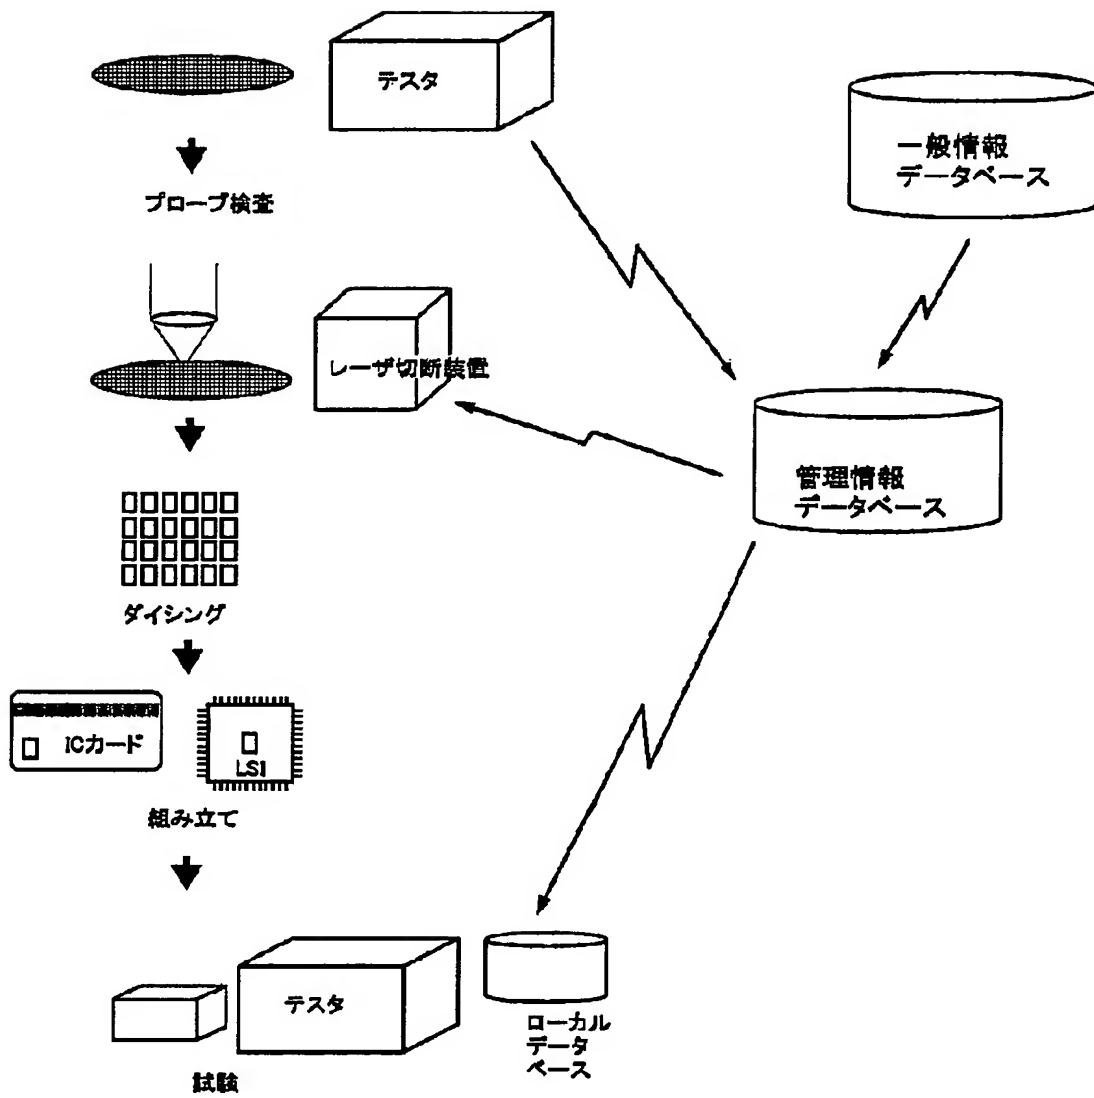 テスタ
一般情報
データベース
プローブ検査
レーザ切断装置
管理情報
データベース
ダイシング
ICカード
LSI
組み立て
テスタ
ローカル
データ
ベース
試験